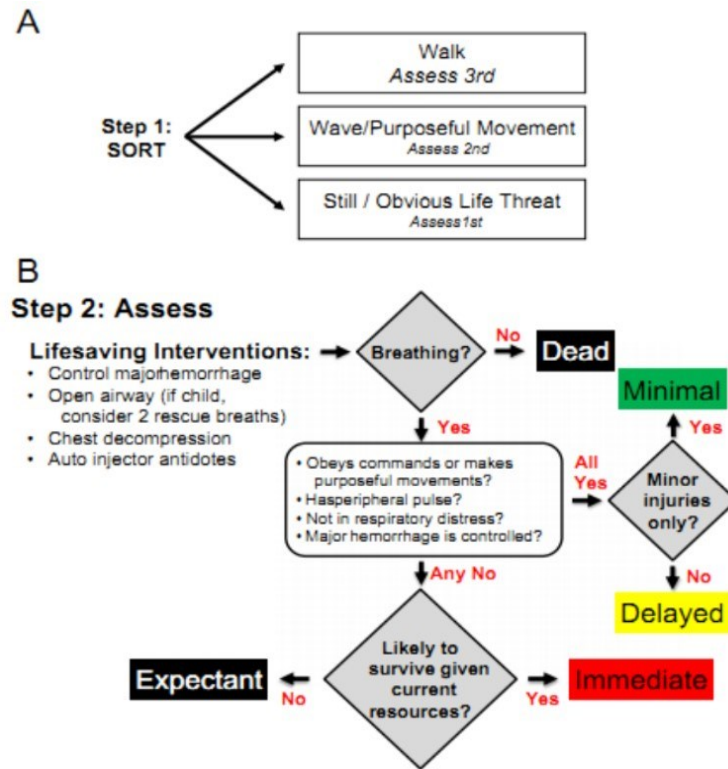 A
Walk
Assess 3rd
Step 1:
SORT
Wave/Purposeful Movement
Assess 2nd
Still / Obvious Life Threat
Assess1st
B
Step 2: Assess
Lifesaving Interventions:
• Control majorhemorrhage
• Open airway (if child,
consider 2 rescue breaths)
• Chest decompression
• Auto injector antidotes
Breathing?
No
Dead
Yes
• Obeys commands or makes
purposeful movements?
• Hasperipheral pulse?
• Not in respiratory distress?
• Major hemorrhage is controlled?
All
Yes
Minimal
Yes
Minor
injuries
only?
No
Delayed
Any No
Likely to
survive given
current
resources?
No
Expectant
Yes
Immediate